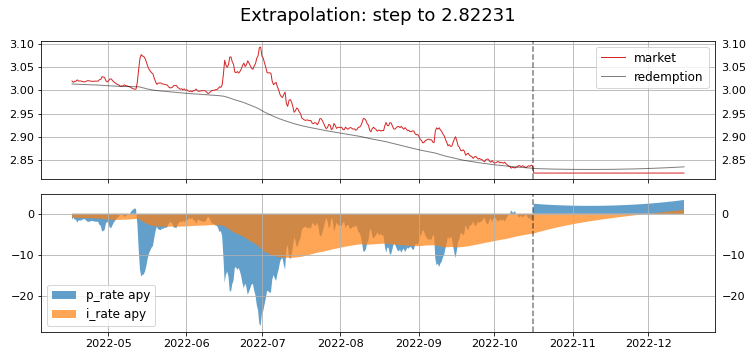 Extrapolation: step to 2.82231
3.10 3.10
3.05 3.05
3.00 3.00
2.95 2.95
2.90 2.90
2.85 2.85
market
redemption
0 0
−10 −10
−20 −20
p_rate apy
i_rate apy
2022-05 2022-06 2022-07 2022-08 2022-09 2022-10 2022-11 2022-12